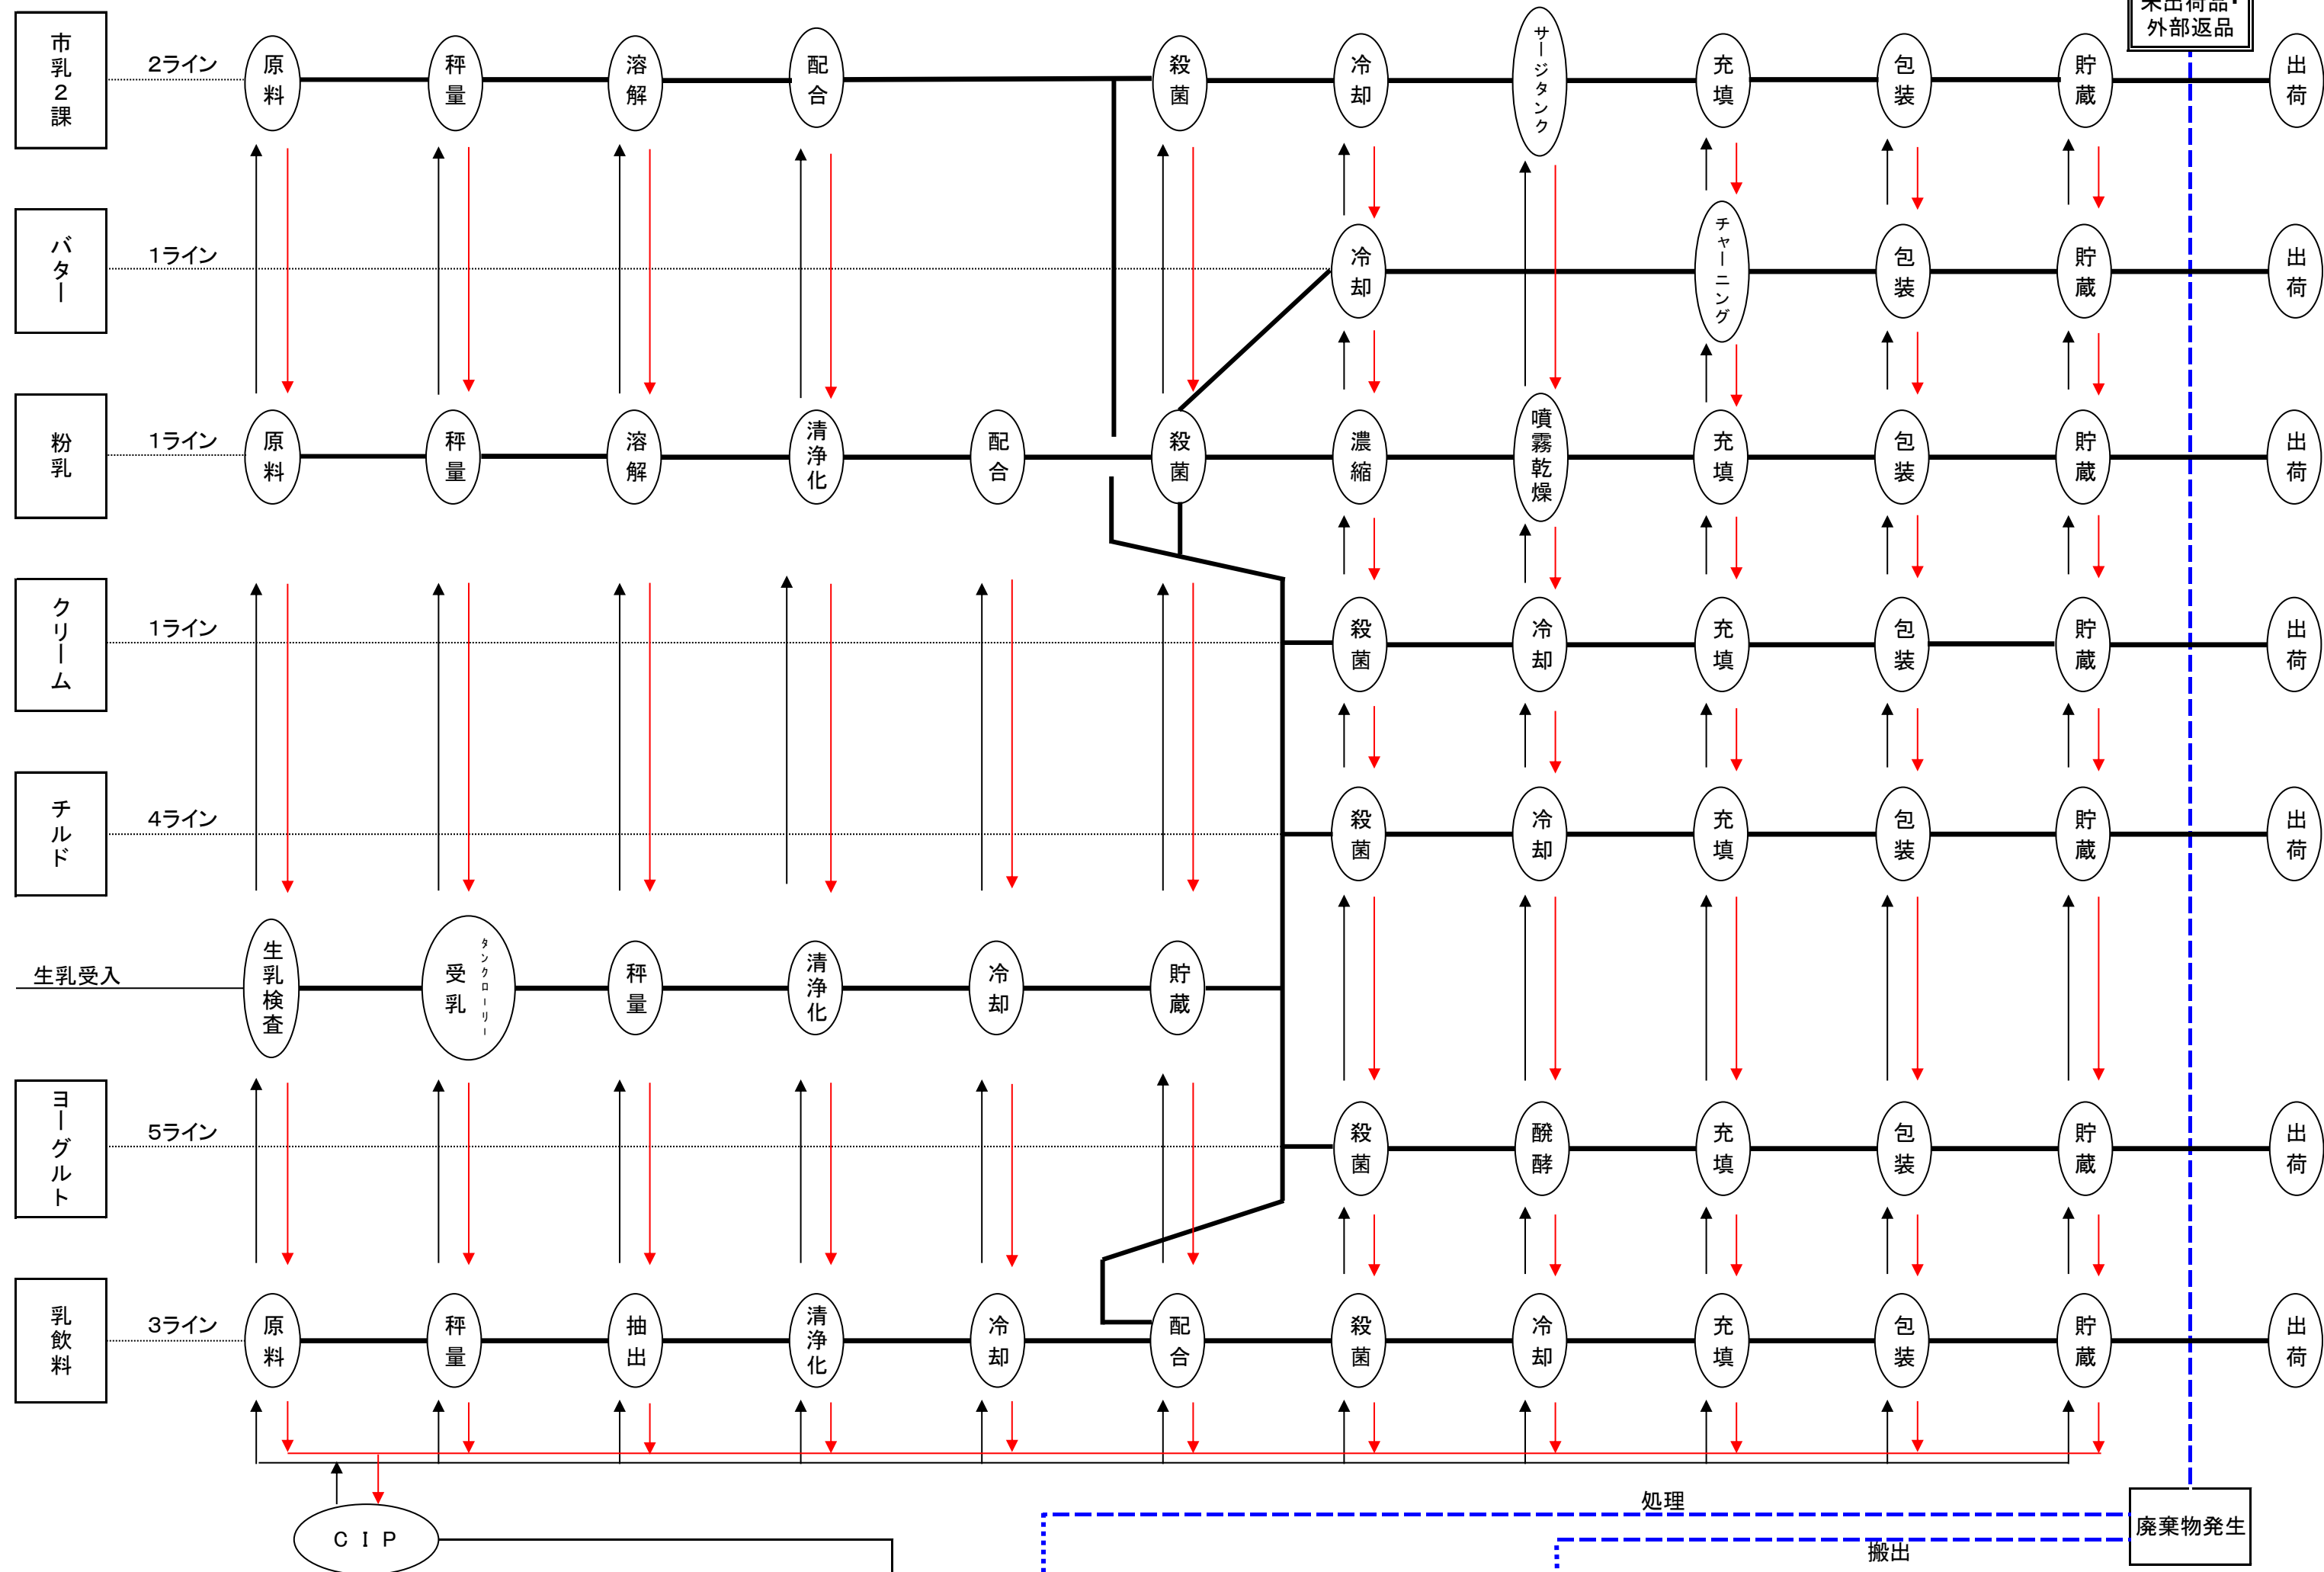 未出荷品・
外部返品
市乳2課
2ライン
原料
秤量
溶解
配合
殺菌
冷却
サージタンク
充填
包装
貯蔵
出荷
バター
1ライン
冷却
チャーニング
包装
貯蔵
出荷
粉乳
1ライン
原料
秤量
溶解
清浄化
配合
殺菌
濃縮
噴霧乾燥
充填
包装
貯蔵
出荷
クリーム
1ライン
殺菌
冷却
充填
包装
貯蔵
出荷
チルド
4ライン
殺菌
冷却
充填
包装
貯蔵
出荷
生乳受入
生乳検査
受乳
タンクローリー
秤量
清浄化
冷却
貯蔵
ヨーグルト
5ライン
殺菌
醗酵
充填
包装
貯蔵
出荷
乳飲料
3ライン
原料
秤量
抽出
清浄化
冷却
配合
殺菌
冷却
充填
包装
貯蔵
出荷
CIP
処理
搬出
廃棄物発生